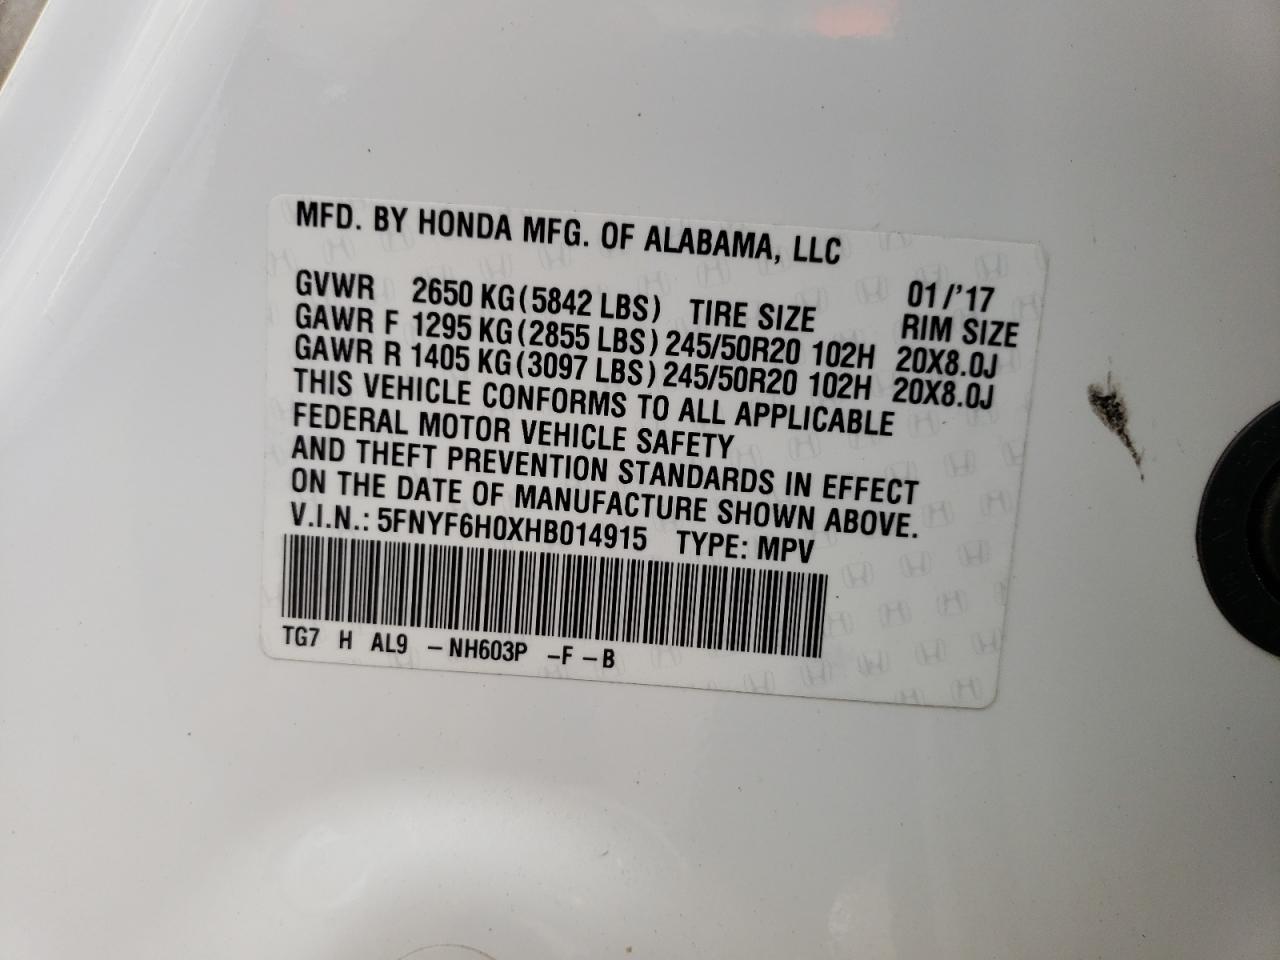 MFD. BY HONDA MFG. OF ALABAMA, LLC
01/'17
GVWR 2650 KG(5842 LBS) TIRE SIZE RIM SIZE
GAWR F 1295 KG(2855 LBS) 245/50R20 102H 20X8.0J
GAWR R 1405 KG(3097 LBS) 245/50R20 102H 20X8.0J
THIS VEHICLE CONFORMS TO ALL APPLICABLE
FEDERAL MOTOR VEHICLE SAFETY
AND THEFT PREVENTION STANDARDS IN EFFECT
ON THE DATE OF MANUFACTURE SHOWN ABOVE.
V.I.N.: 5FNYF6H0XHB014915 TYPE: MPV
TG7 H AL9 -NH603P -F -B